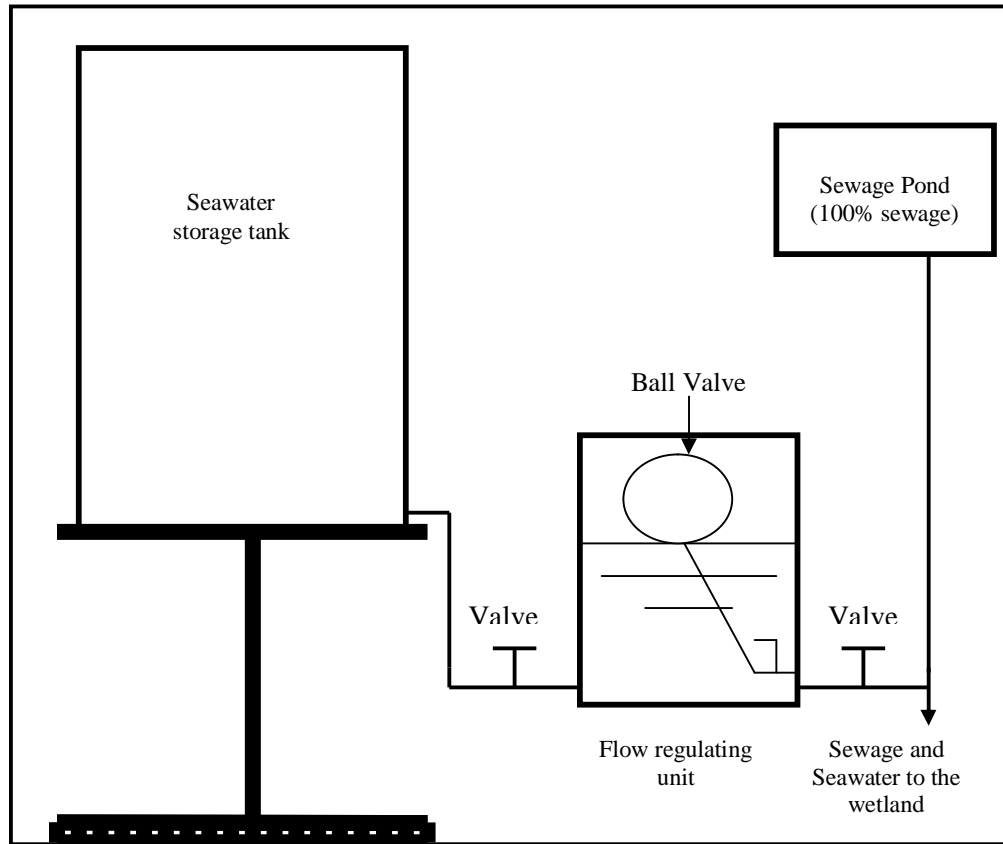 Seawater
storage tank
Sewage Pond
(100% sewage)
Ball Valve
Valve
Valve
Flow regulating
unit
Sewage and
Seawater to the
wetland